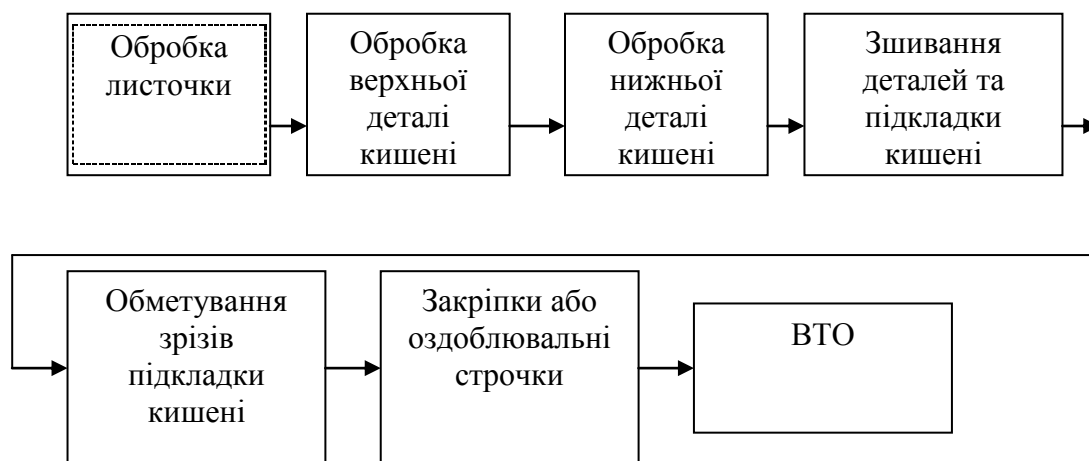 Обробка
листочки
Обробка
верхньої
деталі
кишені
Обробка
нижньої
деталі
кишені
Зшивання
деталей та
підкладки
кишені
Обметування
зрізів
підкладки
кишені
Закріпки або
оздоблювальні
строчки
ВТО